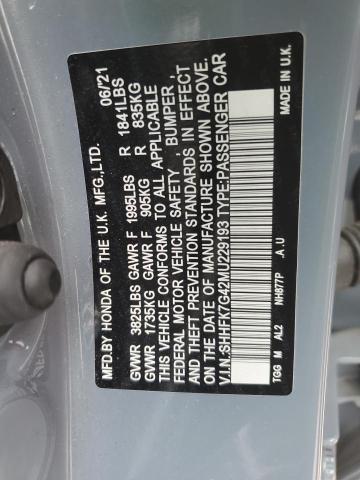 MFD.BY HONDA OF THE U.K. MFG.,LTD. 06/21
GVWR 3825LBS GAWR F 1995LBS R 1841LBS
GVWR 1735KG GAWR F 905KG R 835KG
THIS VEHICLE CONFORMS TO ALL APPLICABLE
FEDERAL MOTOR VEHICLE SAFETY , BUMPER ,
AND THEFT PREVENTION STANDARDS IN EFFECT
ON THE DATE OF MANUFACTURE SHOWN ABOVE.
V.I.N.:SHHFK7G42MU229193 TYPE:PASSENGER CAR
TGG M AL2 NH877P .A .U MADE IN U.K.